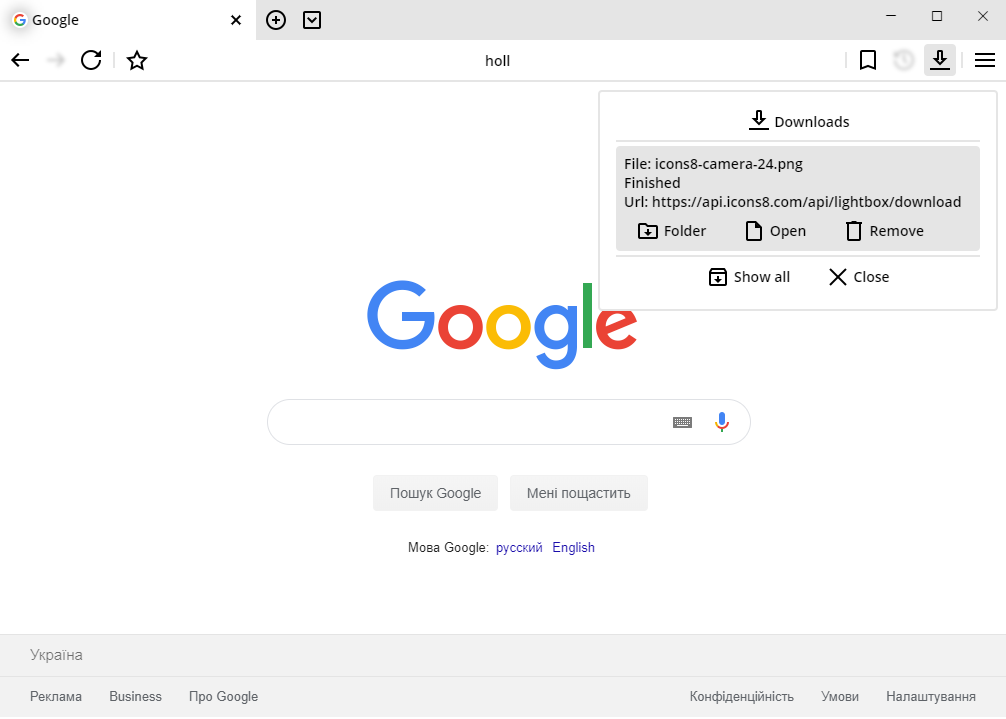 Google
holl
Downloads
File: icons8-camera-24.png
Finished
Url: https://api.icons8.com/api/lightbox/download
Folder Open Remove
Show all Close
Google
Пошук Google Мені пощастить
Мова Google: русский English
Україна
Реклама Business Про Google Конфіденційність Умови Налаштування